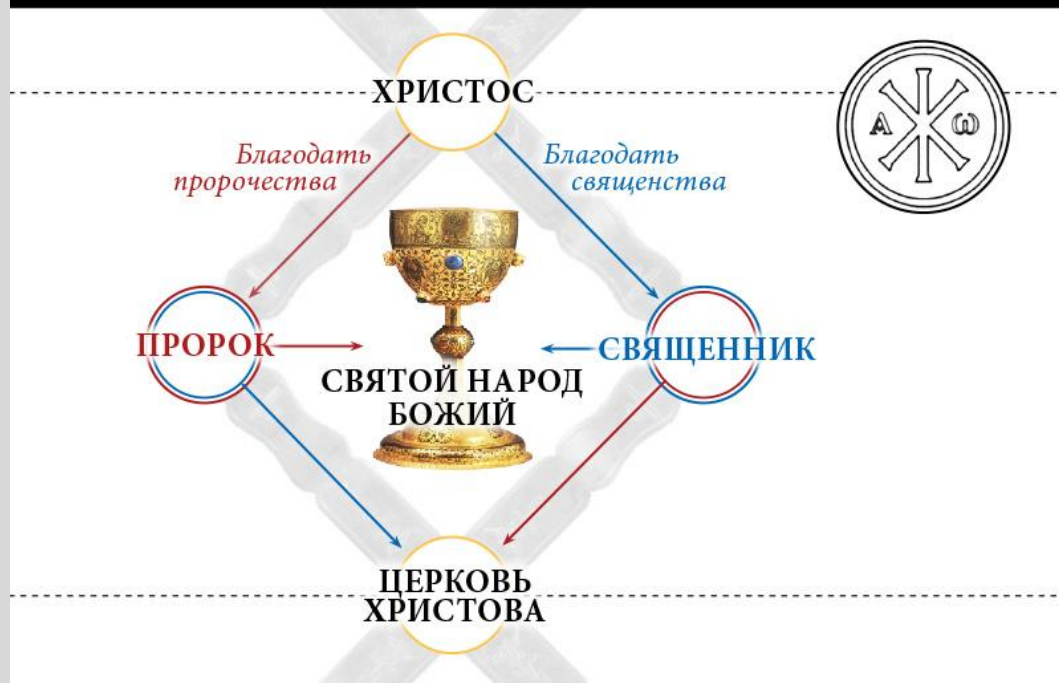 ХРИСТОС
Благодать
пророчества
Благодать
священства
Α Ω
ПРОРОК
СВЯЩЕННИК
СВЯТОЙ НАРОД
БОЖИЙ
ЦЕРКОВЬ
ХРИСТОВА